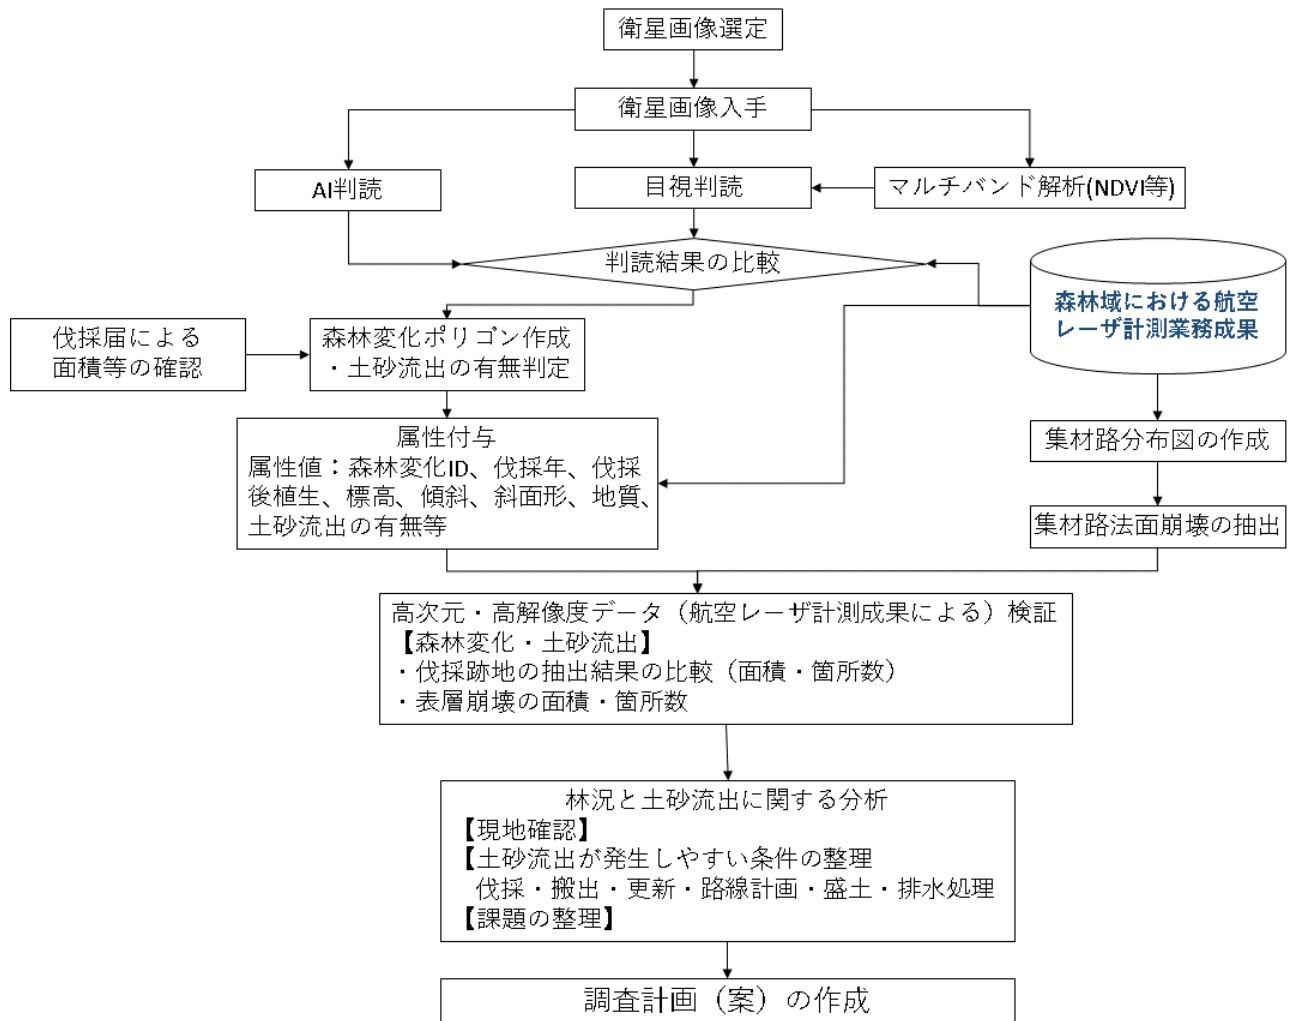 衛星画像選定
衛星画像入手
AI判読
目視判読
マルチバンド解析(NDVI等)
判読結果の比較
森林域における航空
レーザ計測業務成果
伐採届による
面積等の確認
森林変化ポリゴン作成
・土砂流出の有無判定
属性付与
属性値：森林変化ID、伐採年、伐採
後植生、標高、傾斜、斜面形、地質、
土砂流出の有無等
集材路分布図の作成
集材路法面崩壊の抽出
高次元・高解像度データ（航空レーザ計測成果による）検証
【森林変化・土砂流出】
・伐採跡地の抽出結果の比較（面積・箇所数）
・表層崩壊の面積・箇所数
林況と土砂流出に関する分析
【現地確認】
【土砂流出が発生しやすい条件の整理
伐採・搬出・更新・路線計画・盛土・排水処理
【課題の整理】
調査計画（案）の作成